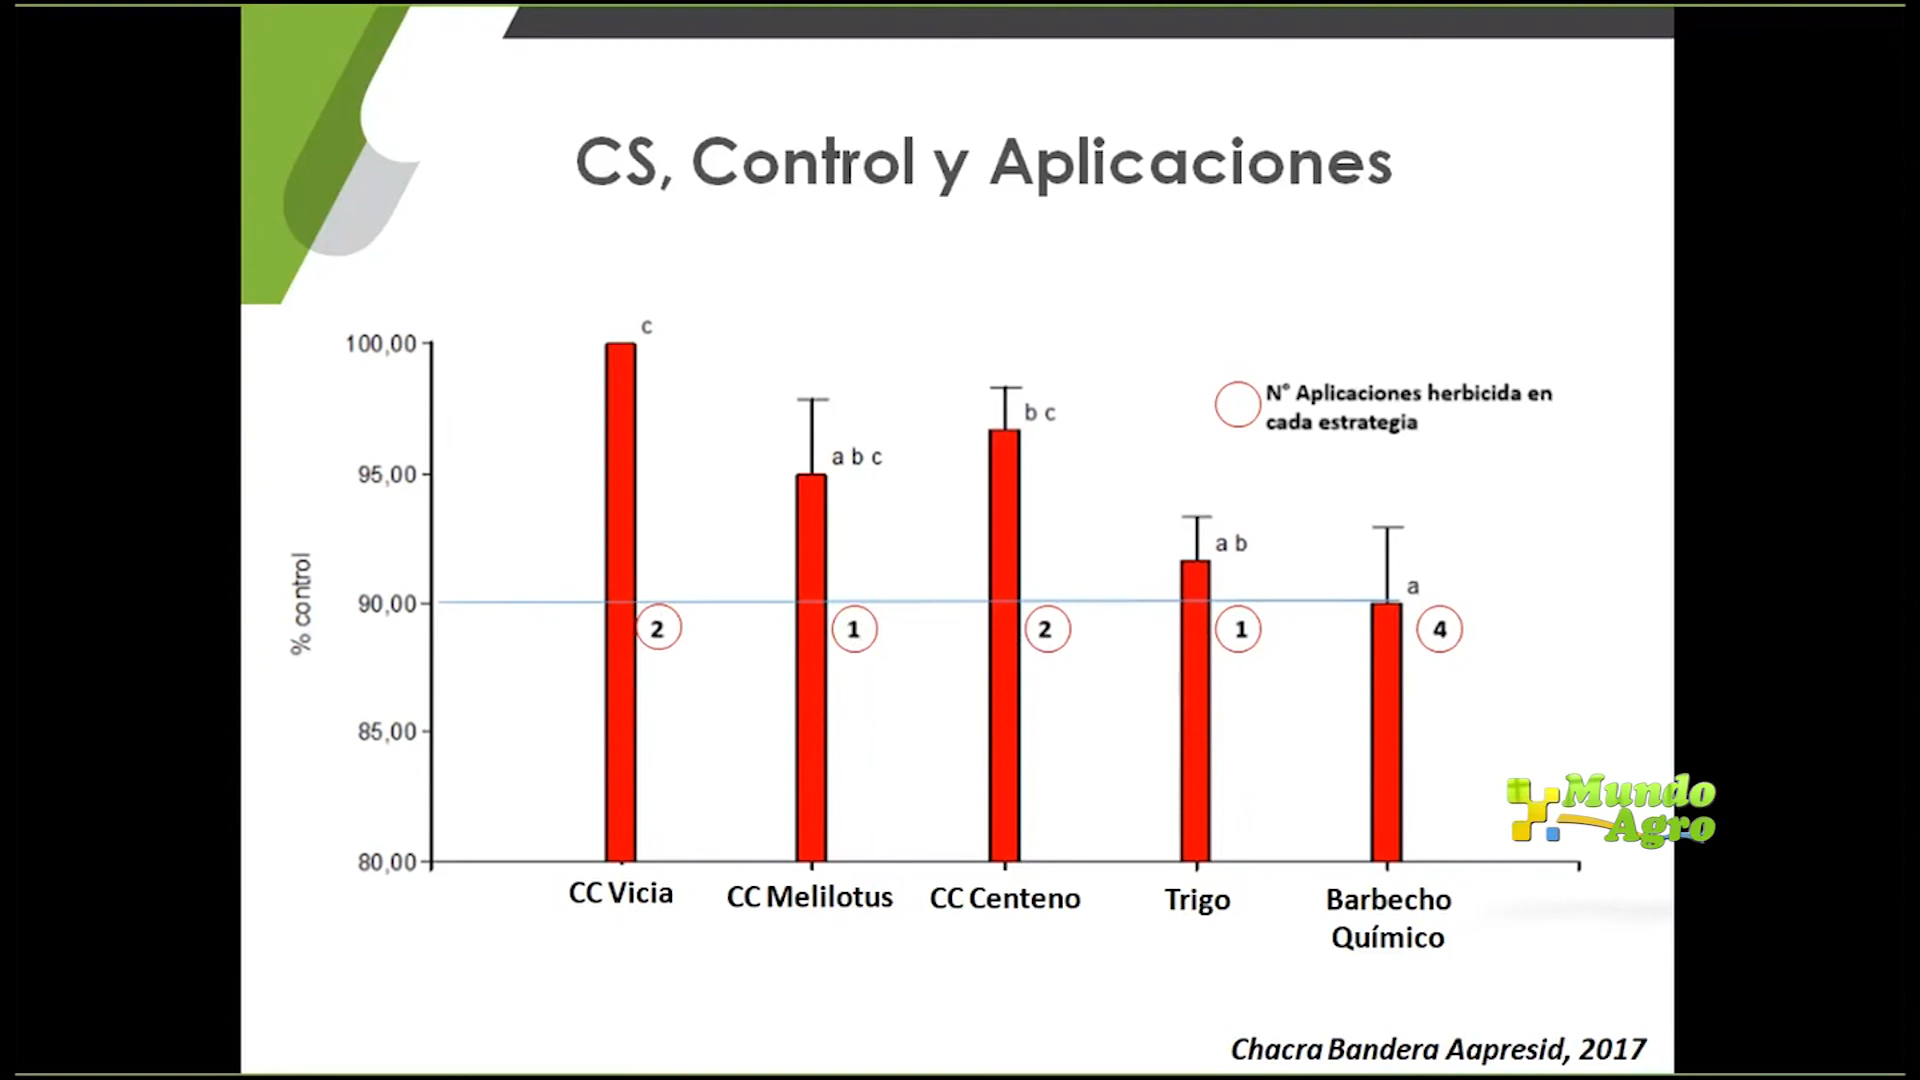 CS, Control y Aplicaciones
100,00
95,00
90,00
85,00
80,00
% control
c
a b c
b c
a b
a
N° Aplicaciones herbicida en
cada estrategia
2
1
2
1
4
CC Vicia
CC Melilotus
CC Centeno
Trigo
Barbecho
Químico
Mundo
Agro
Chacra Bandera Aapresid, 2017